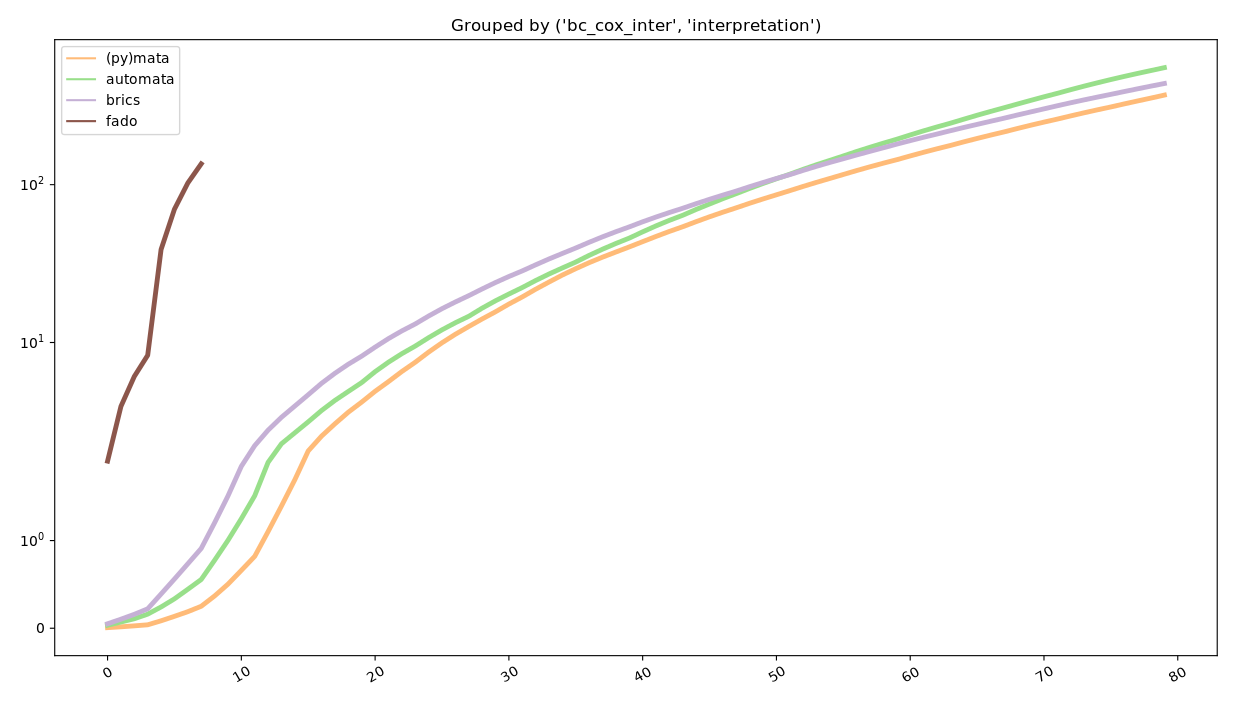 Grouped by ('bc_cox_inter', 'interpretation')
(py)mata
automata
brics
fado
10²
10¹
10⁰
0
0 10 20 30 40 50 60 70 80